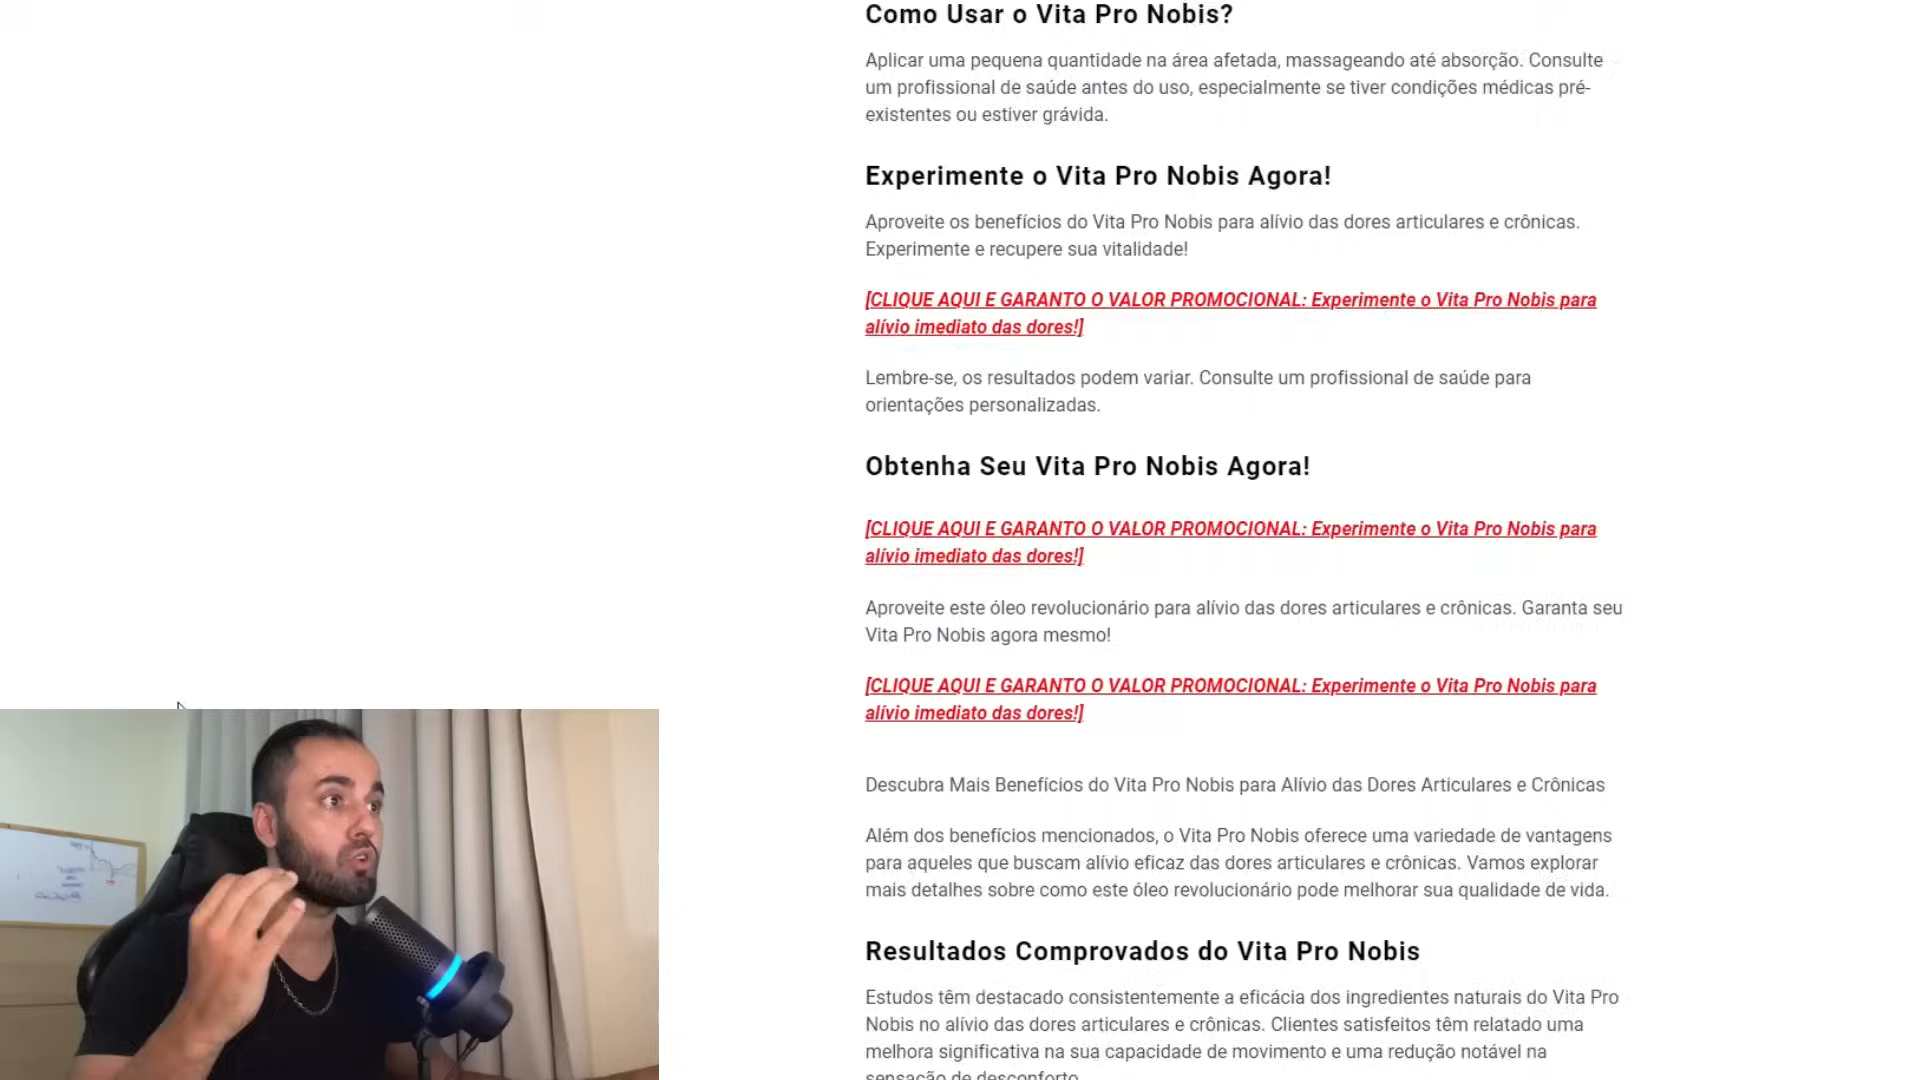 Como Usar o Vita Pro Nobis?
Aplicar uma pequena quantidade na área afetada, massageando até absorção. Consulte
um profissional de saúde antes do uso, especialmente se tiver condições médicas pré-
existentes ou estiver grávida.
Experimente o Vita Pro Nobis Agora!
Aproveite os benefícios do Vita Pro Nobis para alívio das dores articulares e crônicas.
Experimente e recupere sua vitalidade!
[CLIQUE AQUI E GARANTO O VALOR PROMOCIONAL: Experimente o Vita Pro Nobis para
alívio imediato das dores!]
Lembre-se, os resultados podem variar. Consulte um profissional de saúde para
orientações personalizadas.
Obtenha Seu Vita Pro Nobis Agora!
[CLIQUE AQUI E GARANTO O VALOR PROMOCIONAL: Experimente o Vita Pro Nobis para
alívio imediato das dores!]
Aproveite este óleo revolucionário para alívio das dores articulares e crônicas. Garanta seu
Vita Pro Nobis agora mesmo!
[CLIQUE AQUI E GARANTO O VALOR PROMOCIONAL: Experimente o Vita Pro Nobis para
alívio imediato das dores!]
Descubra Mais Benefícios do Vita Pro Nobis para Alívio das Dores Articulares e Crônicas
Além dos benefícios mencionados, o Vita Pro Nobis oferece uma variedade de vantagens
para aqueles que buscam alívio eficaz das dores articulares e crônicas. Vamos explorar
mais detalhes sobre como este óleo revolucionário pode melhorar sua qualidade de vida.
Resultados Comprovados do Vita Pro Nobis
Estudos têm destacado consistentemente a eficácia dos ingredientes naturais do Vita Pro
Nobis no alívio das dores articulares e crônicas. Clientes satisfeitos têm relatado uma
melhora significativa na sua capacidade de movimento e uma redução notável na
sensação de desconforto.